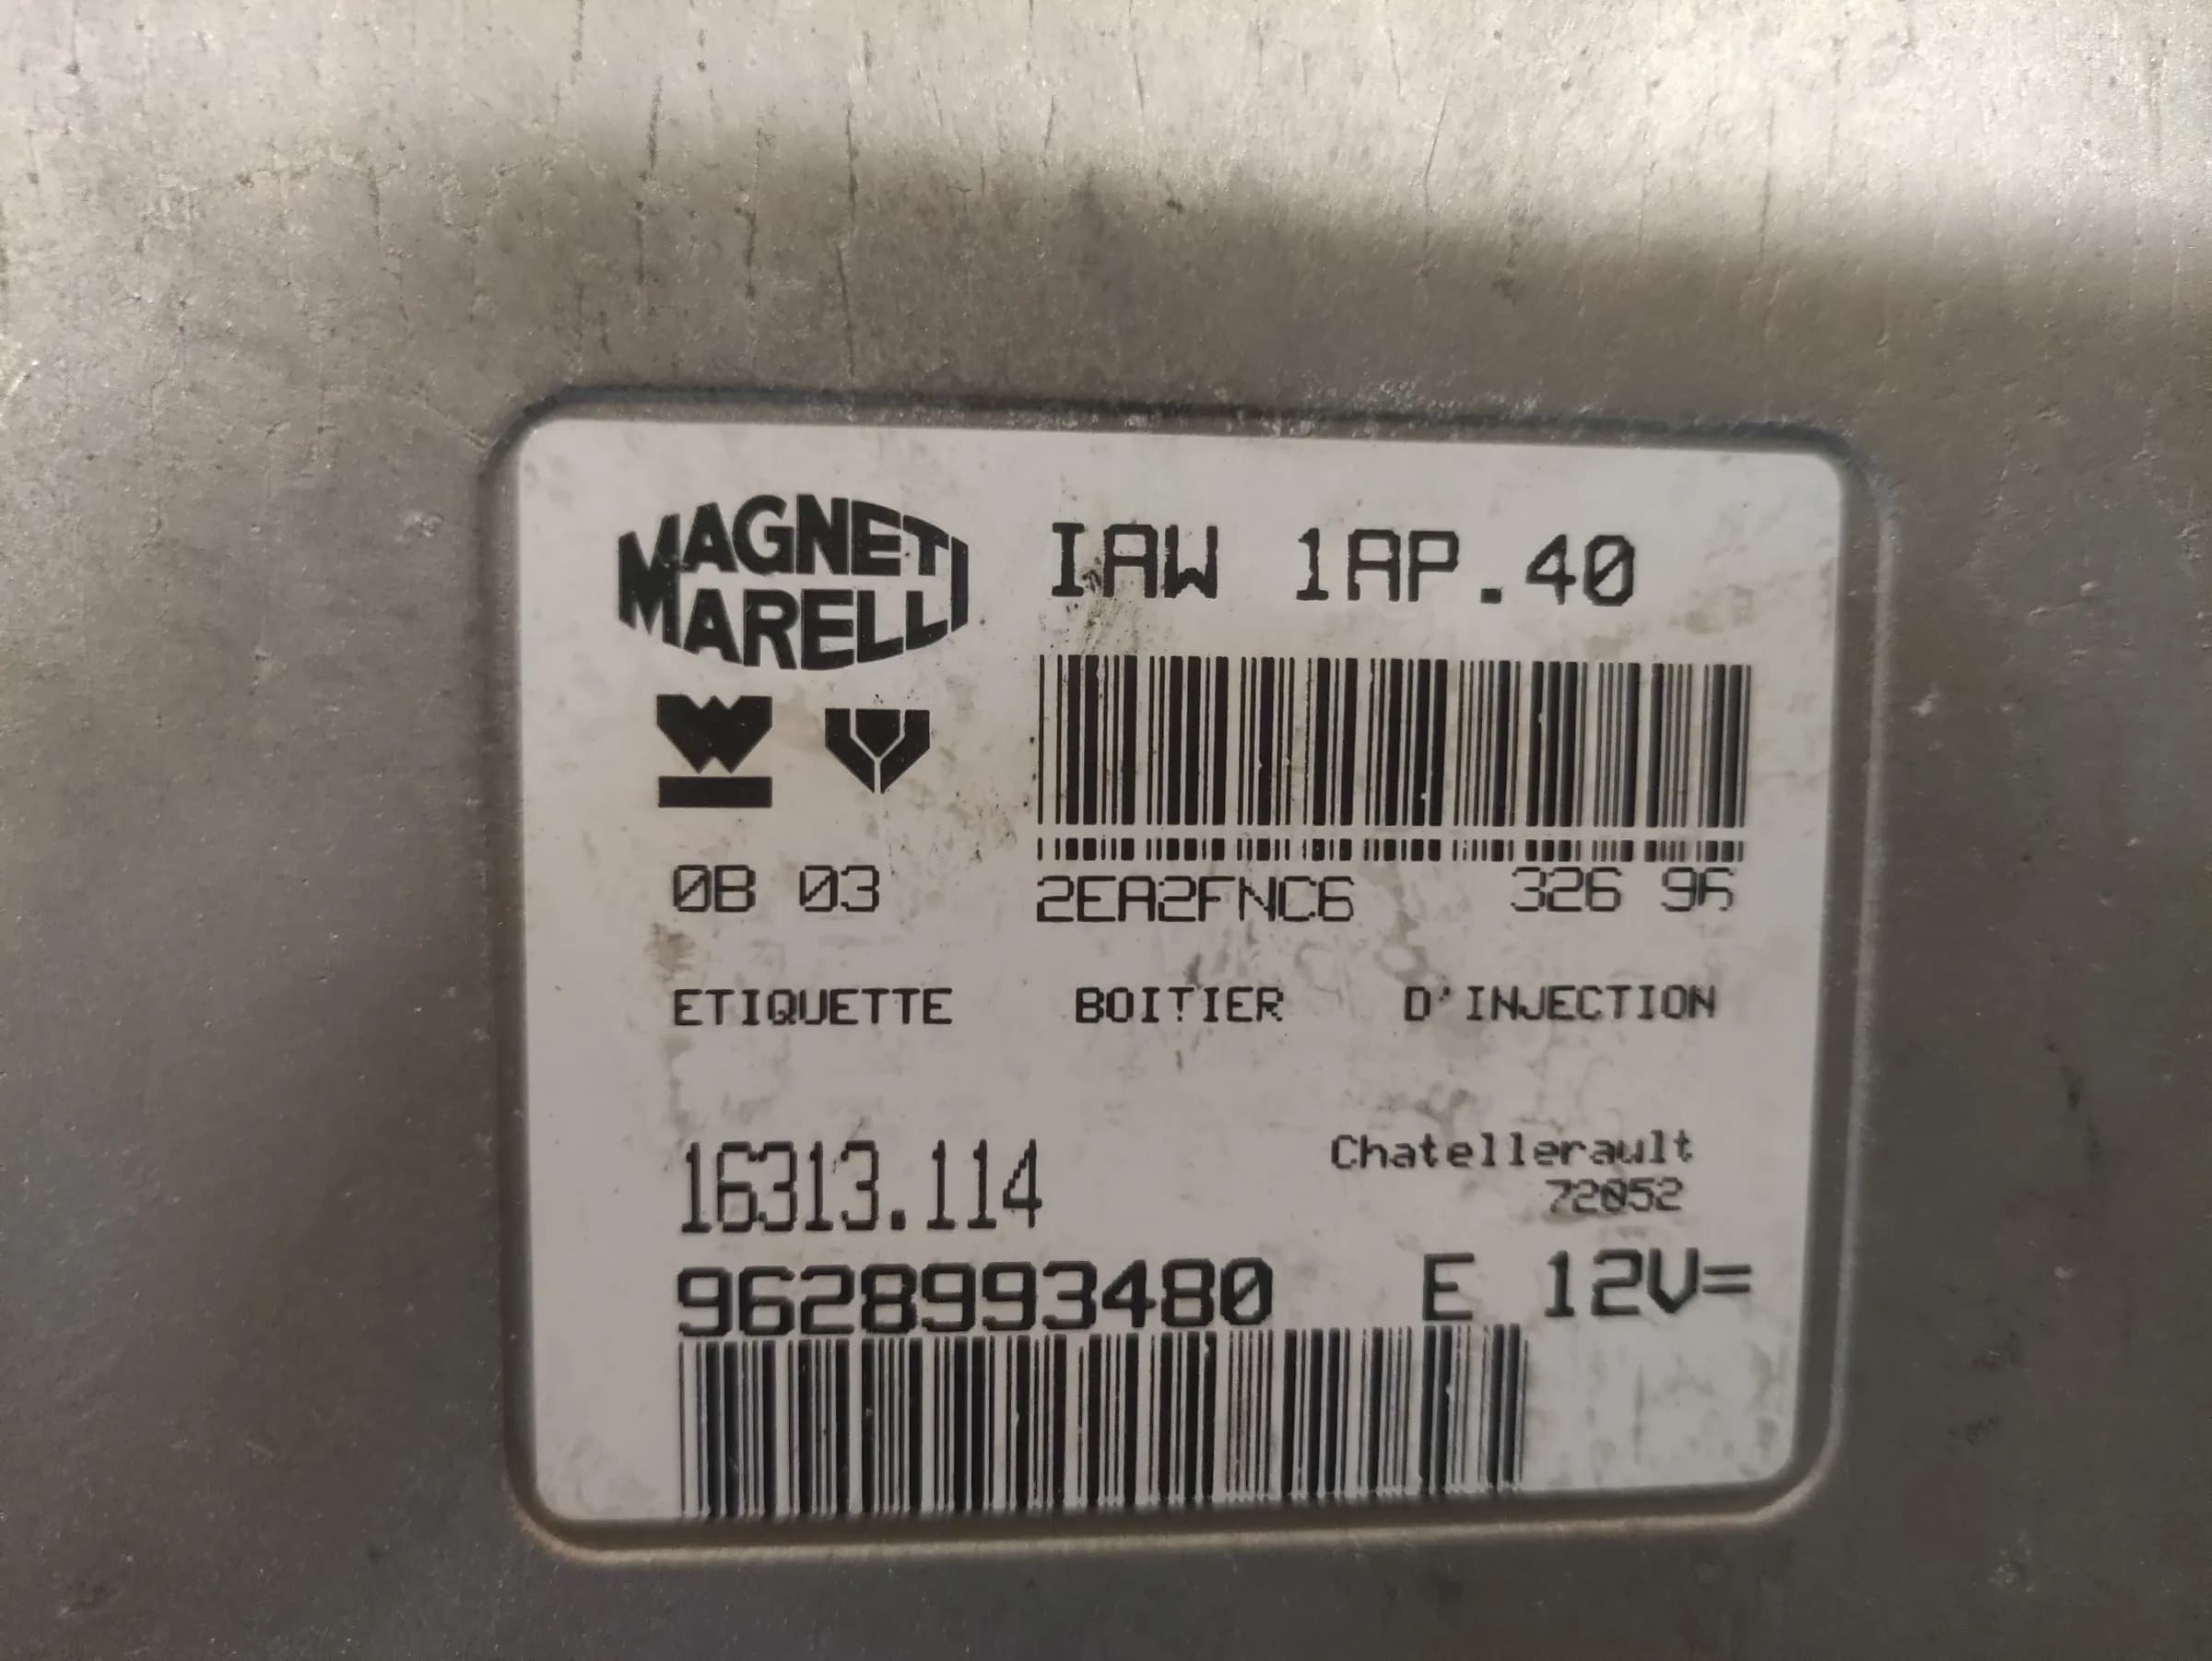 MAGNETI
MARELLI
IAW 1AP.40
0B 03
2EA2FNC6 326 96
ETIQUETTE BOITIER D'INJECTION
16313.114
Chatellerault
72052
9628993480 E 12V=